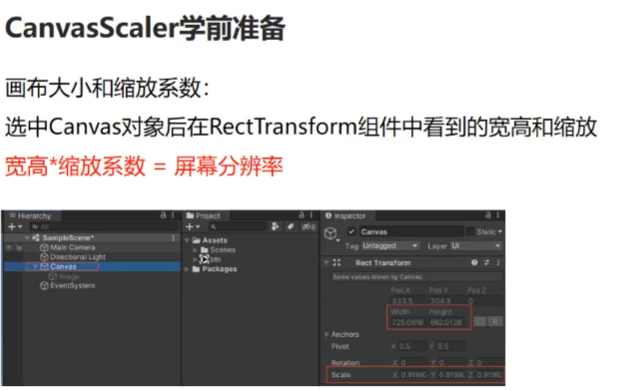 CanvasScaler学前准备
画布大小和缩放系数：
选中Canvas对象后在RectTransform组件中看到的宽高和缩放
宽高*缩放系数 = 屏幕分辨率
Hierarchy
All
SampleScene*
Main Camera
Directional Light
Canvas
Image
EventSystem
Project
Assets
Scenes
btn
Packages
Inspector
Canvas Static
Tag Untagged Layer UI
Rect Transform
Some values driven by Canvas.
Pos X Pos Y Pos Z
333.5 304.5 0
Width Height
725.0616 662.0128
R
Anchors
Pivot X 0.5 Y 0.5
Rotation X 0 Y 0 Z 0
Scale X 0.9199 Y 0.9199 Z 0.9199